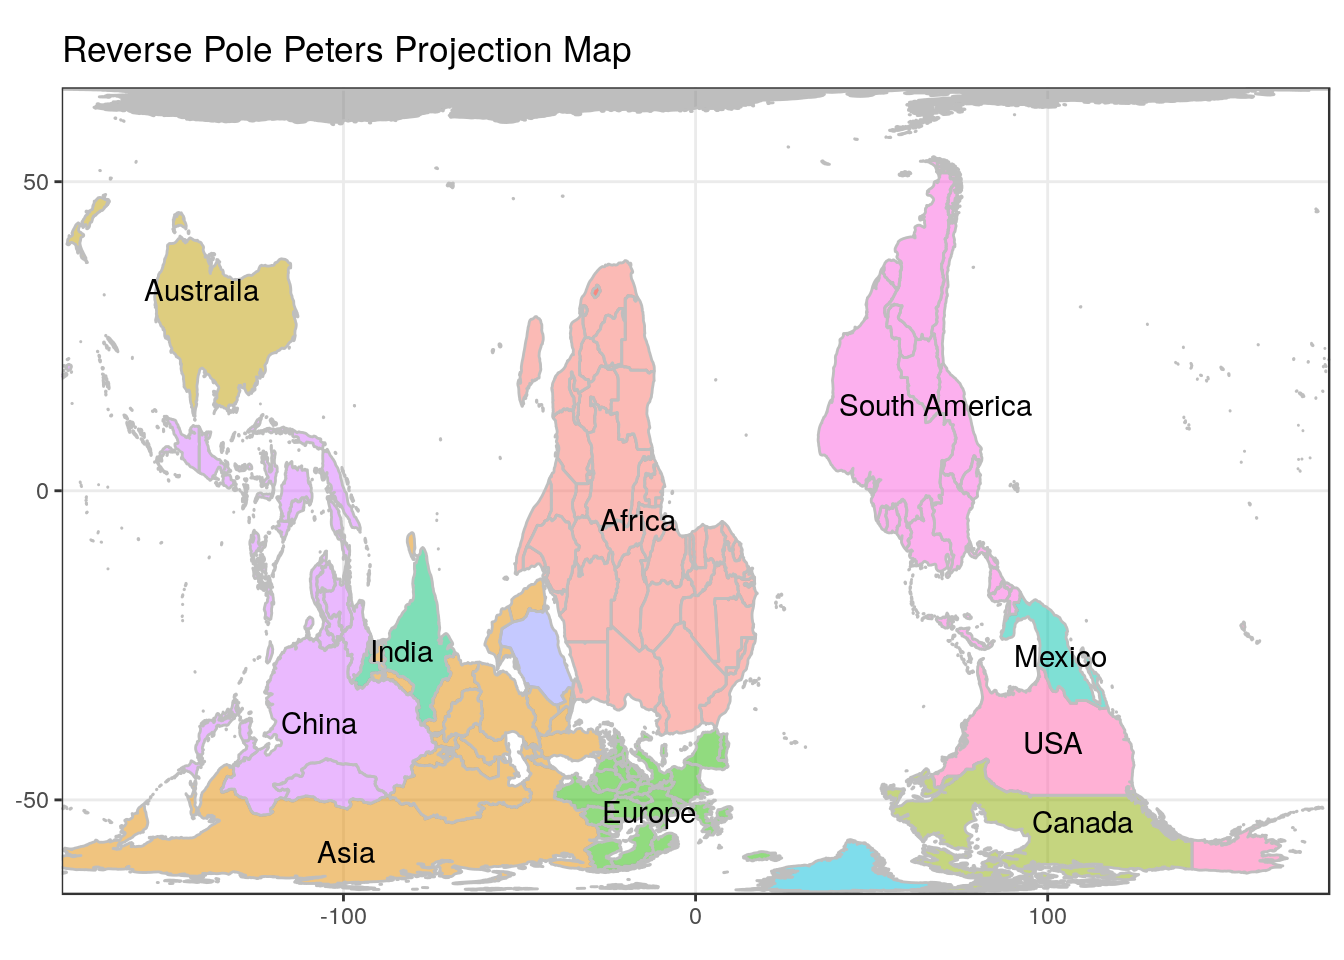 Reverse Pole Peters Projection Map
50
Austraila
South America
0
Africa
India
Mexico
China
USA
-50
Europe
Canada
Asia
-100
0
100